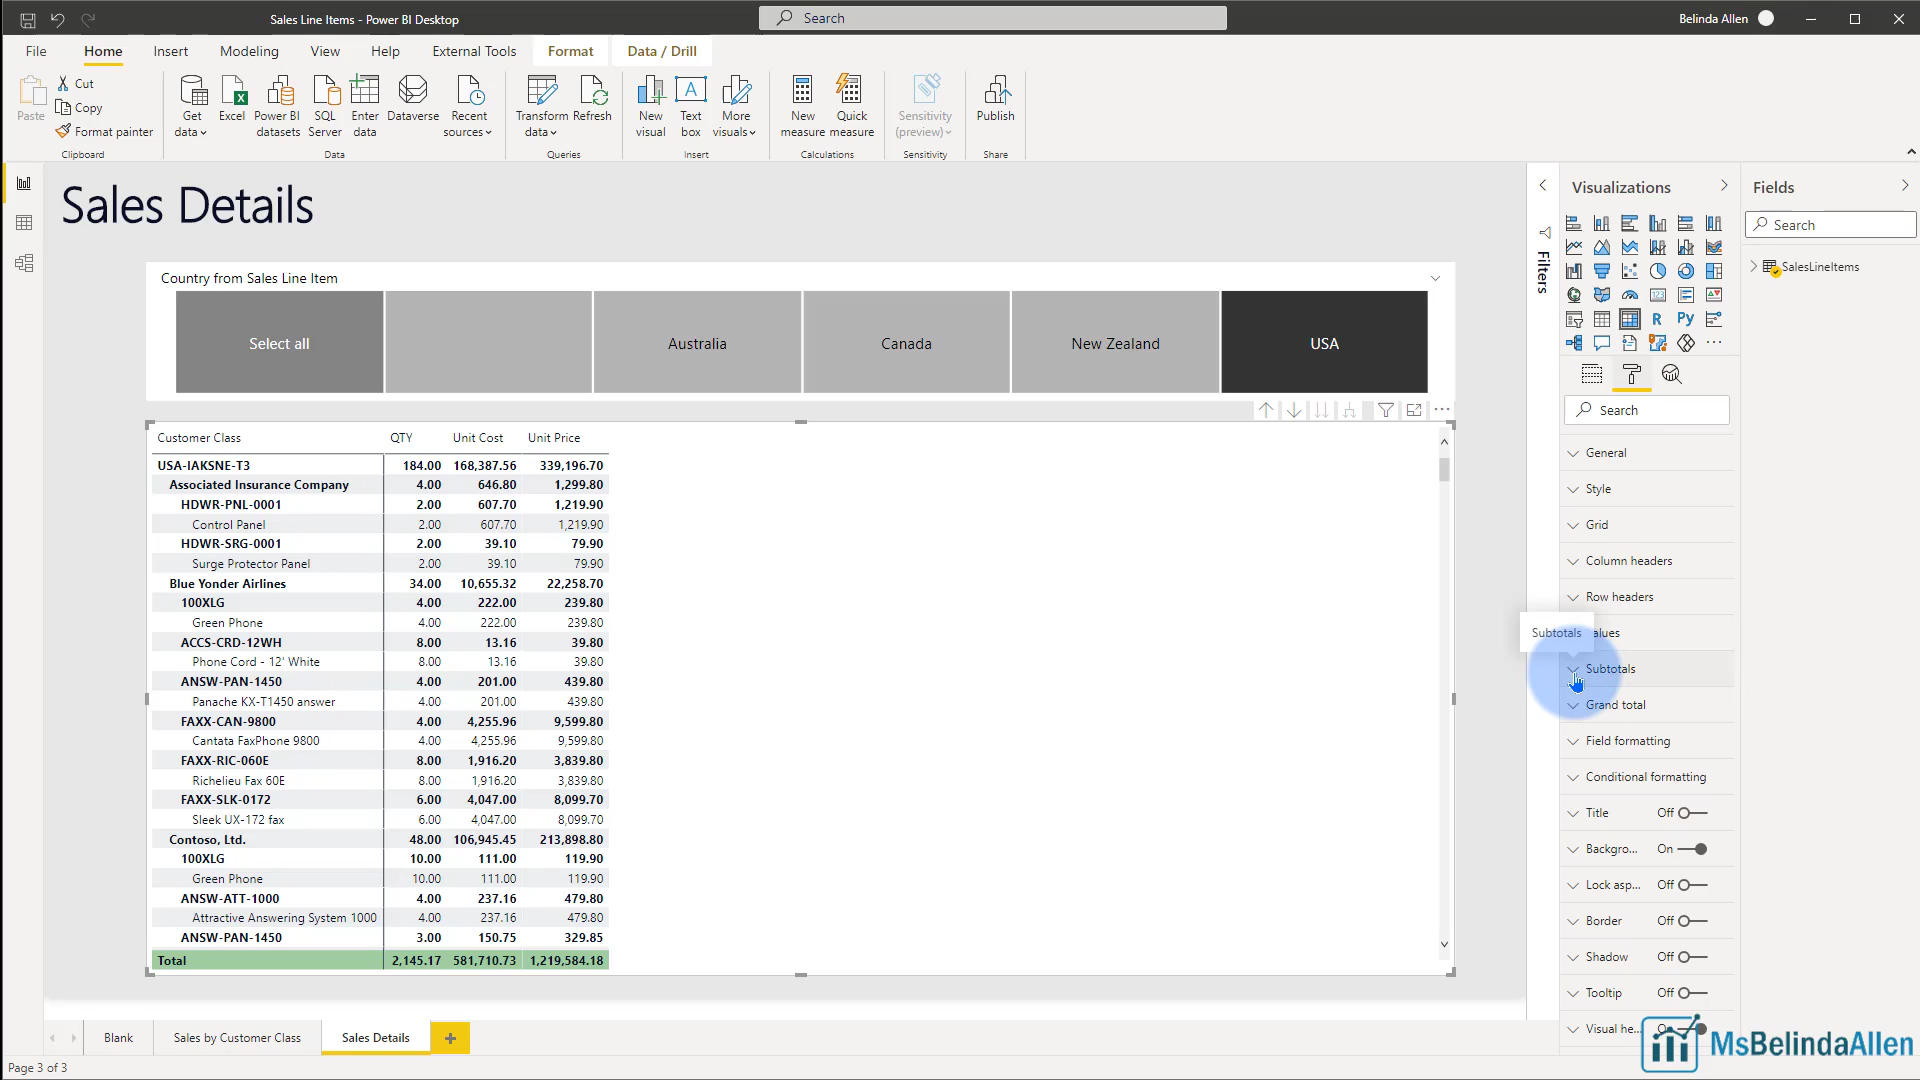 Sales Line Items - Power BI Desktop
Search
Belinda Allen
File
Home
Insert
Modeling
View
Help
External Tools
Format
Data / Drill
Paste
Cut
Copy
Format painter
Clipboard
Get data
Excel
Power BI datasets
SQL Server
Enter data
Dataverse
Recent sources
Data
Transform data
Refresh
Queries
New visual
Text box
More visuals
Insert
New measure
Quick measure
Calculations
Sensitivity (preview)
Sensitivity
Publish
Share
Sales Details
Country from Sales Line Item
Select all
Australia
Canada
New Zealand
USA
Customer Class QTY Unit Cost Unit Price
USA-IAKSNE-T3 184.00 168,387.56 339,196.70
Associated Insurance Company 4.00 646.80 1,299.80
HDWR-PNL-0001 2.00 607.70 1,219.90
Control Panel 2.00 607.70 1,219.90
HDWR-SRG-0001 2.00 39.10 79.90
Surge Protector Panel 2.00 39.10 79.90
Blue Yonder Airlines 34.00 10,655.32 22,258.70
100XLG 4.00 222.00 239.80
Green Phone 4.00 222.00 239.80
ACCS-CRD-12WH 8.00 13.16 39.80
Phone Cord - 12' White 8.00 13.16 39.80
ANSW-PAN-1450 4.00 201.00 439.80
Panache KX-T1450 answer 4.00 201.00 439.80
FAXX-CAN-9800 4.00 4,255.96 9,599.80
Cantata FaxPhone 9800 4.00 4,255.96 9,599.80
FAXX-RIC-060E 8.00 1,916.20 3,839.80
Richelieu Fax 60E 8.00 1,916.20 3,839.80
FAXX-SLK-0172 6.00 4,047.00 8,099.70
Sleek UX-172 fax 6.00 4,047.00 8,099.70
Contoso, Ltd. 48.00 106,945.45 213,898.80
100XLG 10.00 111.00 119.90
Green Phone 10.00 111.00 119.90
ANSW-ATT-1000 4.00 237.16 479.80
Attractive Answering System 1000 4.00 237.16 479.80
ANSW-PAN-1450 3.00 150.75 329.85
Total 2,145.17 581,710.73 1,219,584.18
Filters
Visualizations
R
Py
Search
General
Style
Grid
Column headers
Row headers
Subtotals
alues
Subtotals
Grand total
Field formatting
Conditional formatting
Title Off
Backgro... On
Lock asp... Off
Border Off
Shadow Off
Tooltip Off
Visual he...
Fields
Search
SalesLineItems
Blank
Sales by Customer Class
Sales Details
Page 3 of 3
MsBelindaAllen